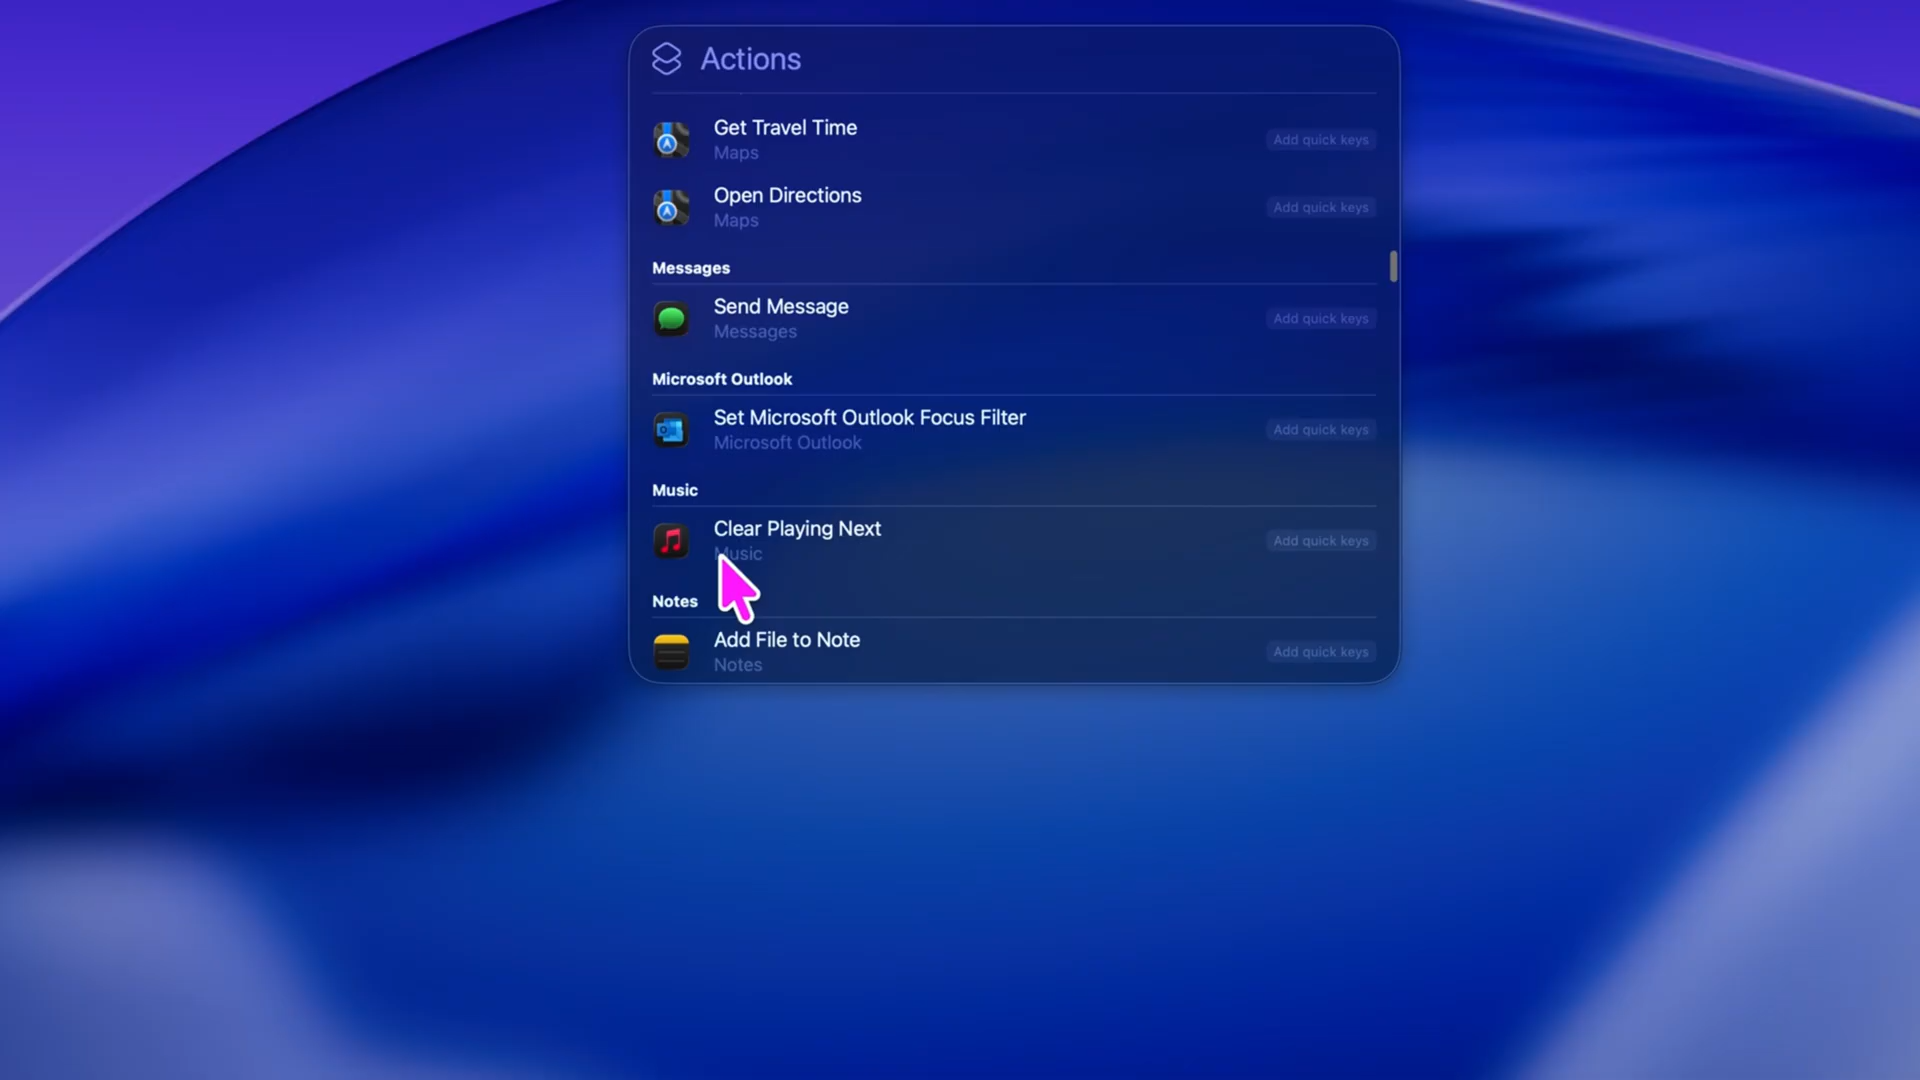 Actions
Get Travel Time
Maps
Add quick keys
Open Directions
Maps
Add quick keys
Messages
Send Message
Messages
Add quick keys
Microsoft Outlook
Set Microsoft Outlook Focus Filter
Microsoft Outlook
Add quick keys
Music
Clear Playing Next
Music
Add quick keys
Notes
Add File to Note
Notes
Add quick keys